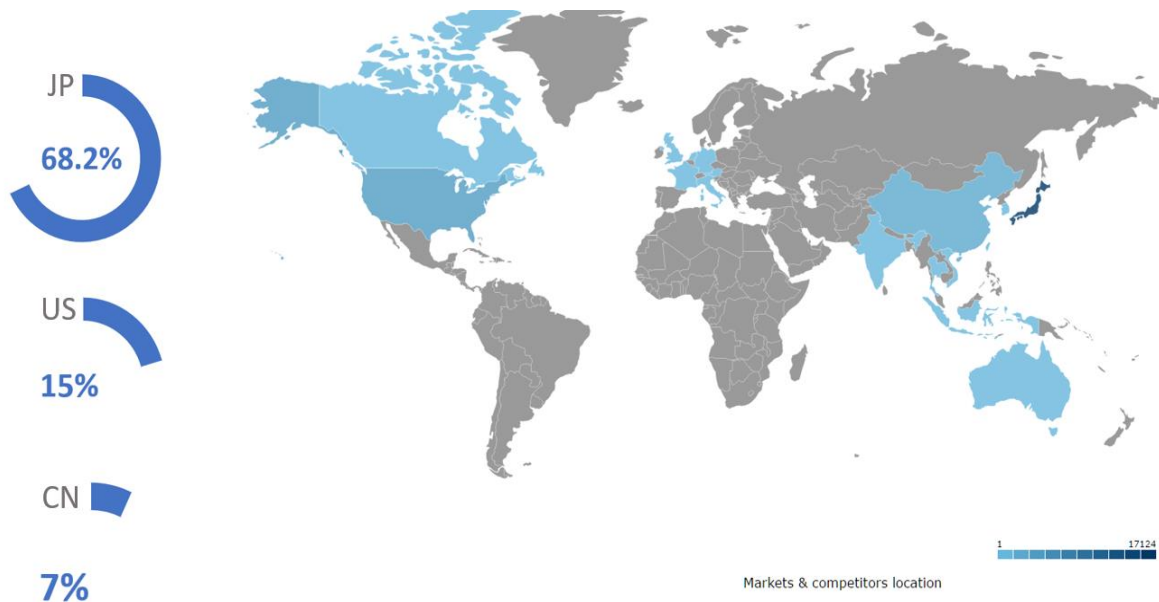 JP
68.2%
US
15%
CN
7%
1 17124
Markets & competitors location